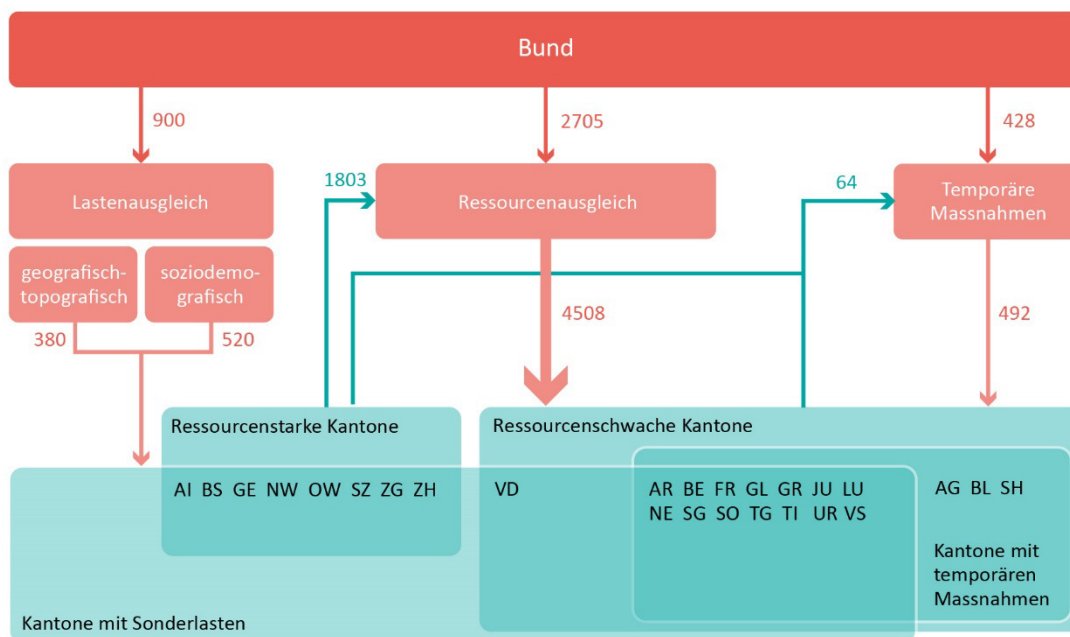 Bund
900
2705
428
1803
64
Lastenausgleich
Ressourcenausgleich
Temporäre
Massnahmen
geografisch-
topografisch
soziodemo-
grafisch
380
520
4508
492
Ressourcenstarke Kantone
Ressourcenschwache Kantone
AI BS GE NW OW SZ ZG ZH
VD
AR BE FR GL GR JU LU
NE SG SO TG TI UR VS
AG BL SH
Kantone mit
temporären
Massnahmen
Kantone mit Sonderlasten